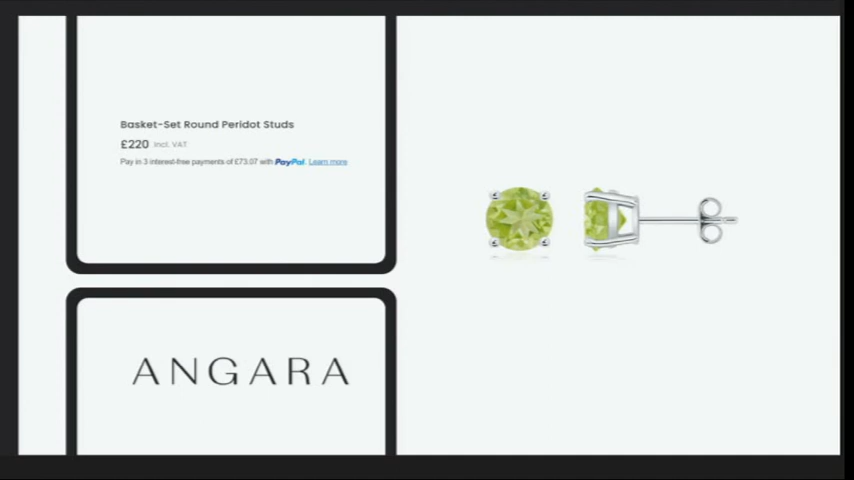 Basket-Set Round Peridot Studs
£220 Incl. VAT
Pay in 3 interest-free payments of £73.07 with PayPal. Learn more
ANGARA